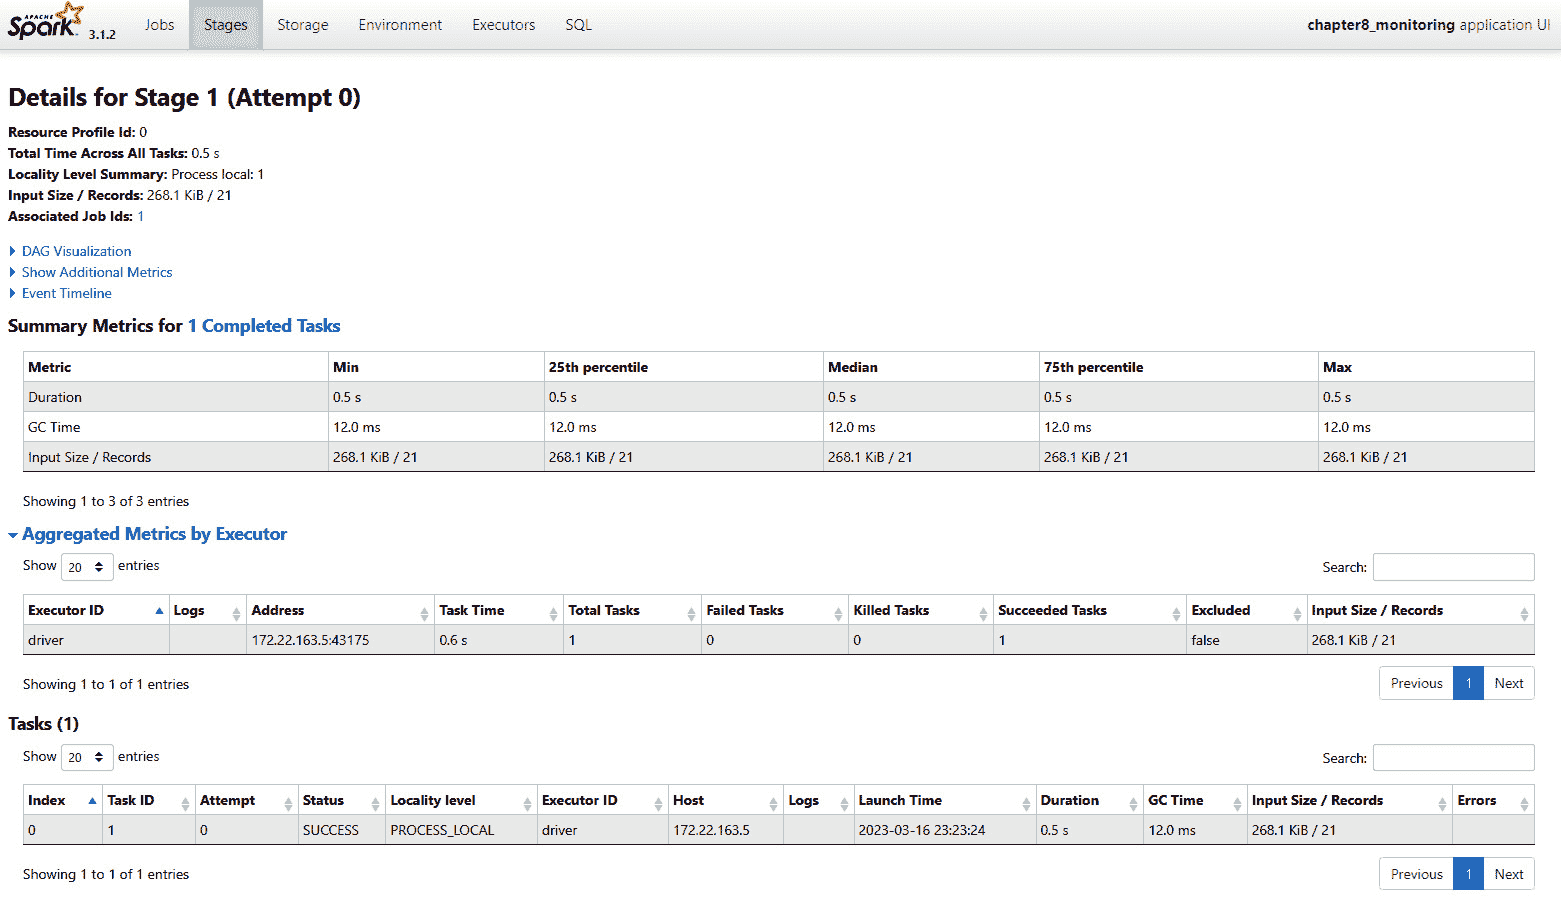 APACHE Spark 3.1.2 Jobs Stages Storage Environment Executors SQL chapter8_monitoring application UI
Details for Stage 1 (Attempt 0)
Resource Profile Id: 0
Total Time Across All Tasks: 0.5 s
Locality Level Summary: Process local: 1
Input Size / Records: 268.1 KiB / 21
Associated Job Ids: 1
DAG Visualization
Show Additional Metrics
Event Timeline
Summary Metrics for 1 Completed Tasks
Metric Min 25th percentile Median 75th percentile Max
Duration 0.5 s 0.5 s 0.5 s 0.5 s 0.5 s
GC Time 12.0 ms 12.0 ms 12.0 ms 12.0 ms 12.0 ms
Input Size / Records 268.1 KiB / 21 268.1 KiB / 21 268.1 KiB / 21 268.1 KiB / 21 268.1 KiB / 21
Showing 1 to 3 of 3 entries
Aggregated Metrics by Executor
Show 20 entries Search:
Executor ID Logs Address Task Time Total Tasks Failed Tasks Killed Tasks Succeeded Tasks Excluded Input Size / Records
driver 172.22.163.5:43175 0.6 s 1 0 0 1 false 268.1 KiB / 21
Showing 1 to 1 of 1 entries Previous 1 Next
Tasks (1)
Show 20 entries Search:
Index Task ID Attempt Status Locality level Executor ID Host Logs Launch Time Duration GC Time Input Size / Records Errors
0 1 0 SUCCESS PROCESS_LOCAL driver 172.22.163.5 2023-03-16 23:23:24 0.5 s 12.0 ms 268.1 KiB / 21
Showing 1 to 1 of 1 entries Previous 1 Next